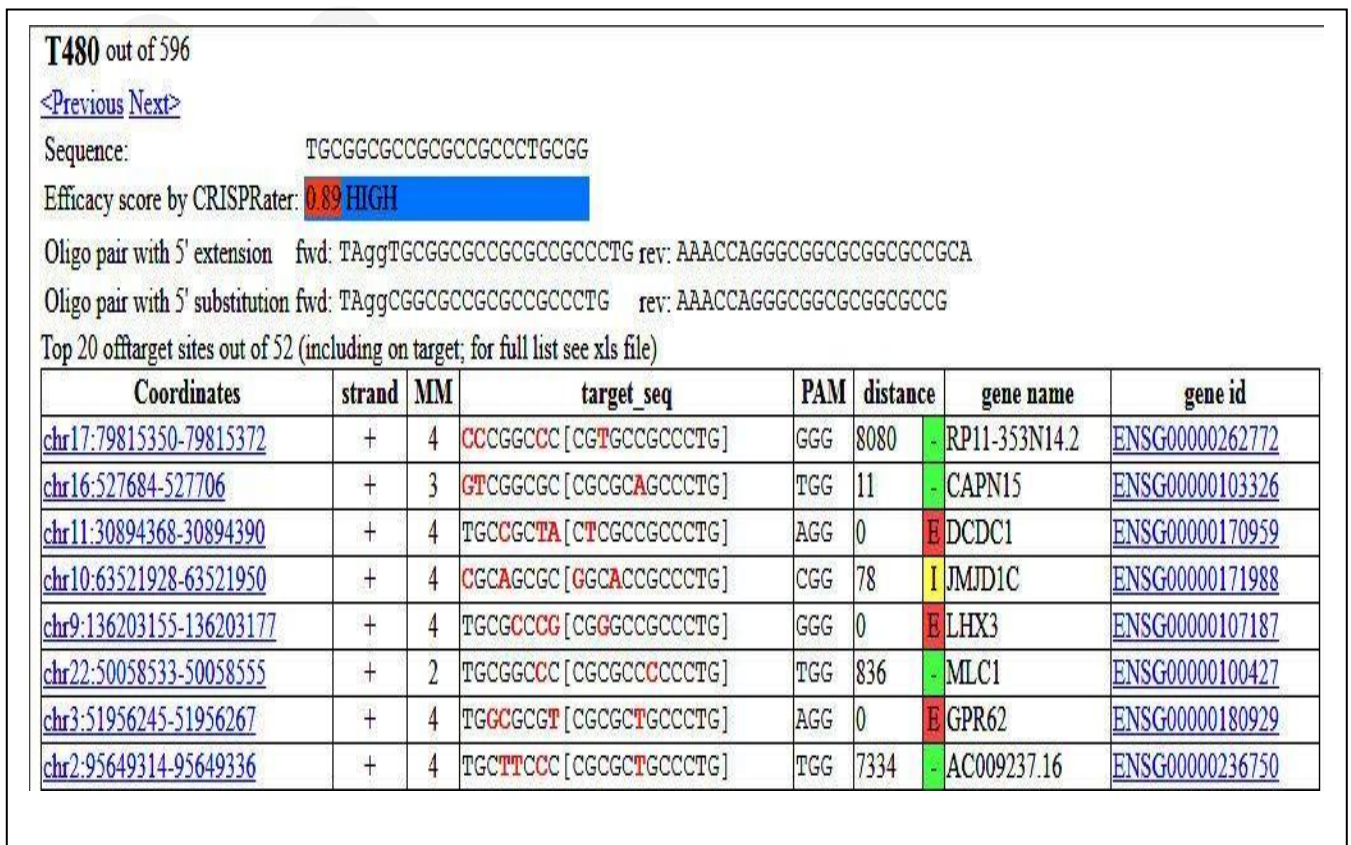 T480 out of 596
<Previous Next>
Sequence: TGCGGCGCCGCGCCGCCCTGCGG
Efficacy score by CRISPRater: 0.89 HIGH
Oligo pair with 5' extension fwd: TAggTGCGGCGCCGCGCCGCCCTG rev: AAACCAGGGCGGCGCGGCGCCGCA
Oligo pair with 5' substitution fwd: TAggCGGCGCCGCGCCGCCCTG rev: AAACCAGGGCGGCGCGGCGCCG
Top 20 offtarget sites out of 52 (including on target; for full list see xls file)
Coordinates strand MM target_seq PAM distance gene name gene id
chr17:79815350-79815372 + 4 CCCGGCCC[CGTGCCGCCCTG] GGG 8080 - RP11-353N14.2 ENSG00000262772
chr16:527684-527706 + 3 GTCGGCGC[CGCGCAGCCCTG] TGG 11 - CAPN15 ENSG00000103326
chr11:30894368-30894390 + 4 TGCCGCTA[CTCGCCGCCCTG] AGG 0 E DCDC1 ENSG00000170959
chr10:63521928-63521950 + 4 CGCAGCGC[GGCACCGCCCTG] CGG 78 I JMJD1C ENSG00000171988
chr9:136203155-136203177 + 4 TGCGCCCG[CGGGCCGCCCTG] GGG 0 E LHX3 ENSG00000107187
chr22:50058533-50058555 + 2 TGCGGCCC[CGCGCCCCCCTG] TGG 836 - MLC1 ENSG00000100427
chr3:51956245-51956267 + 4 TGGCGCGT[CGCGCTGCCCTG] AGG 0 E GPR62 ENSG00000180929
chr2:95649314-95649336 + 4 TGCTTCCC[CGCGCTGCCCTG] TGG 7334 - AC009237.16 ENSG00000236750